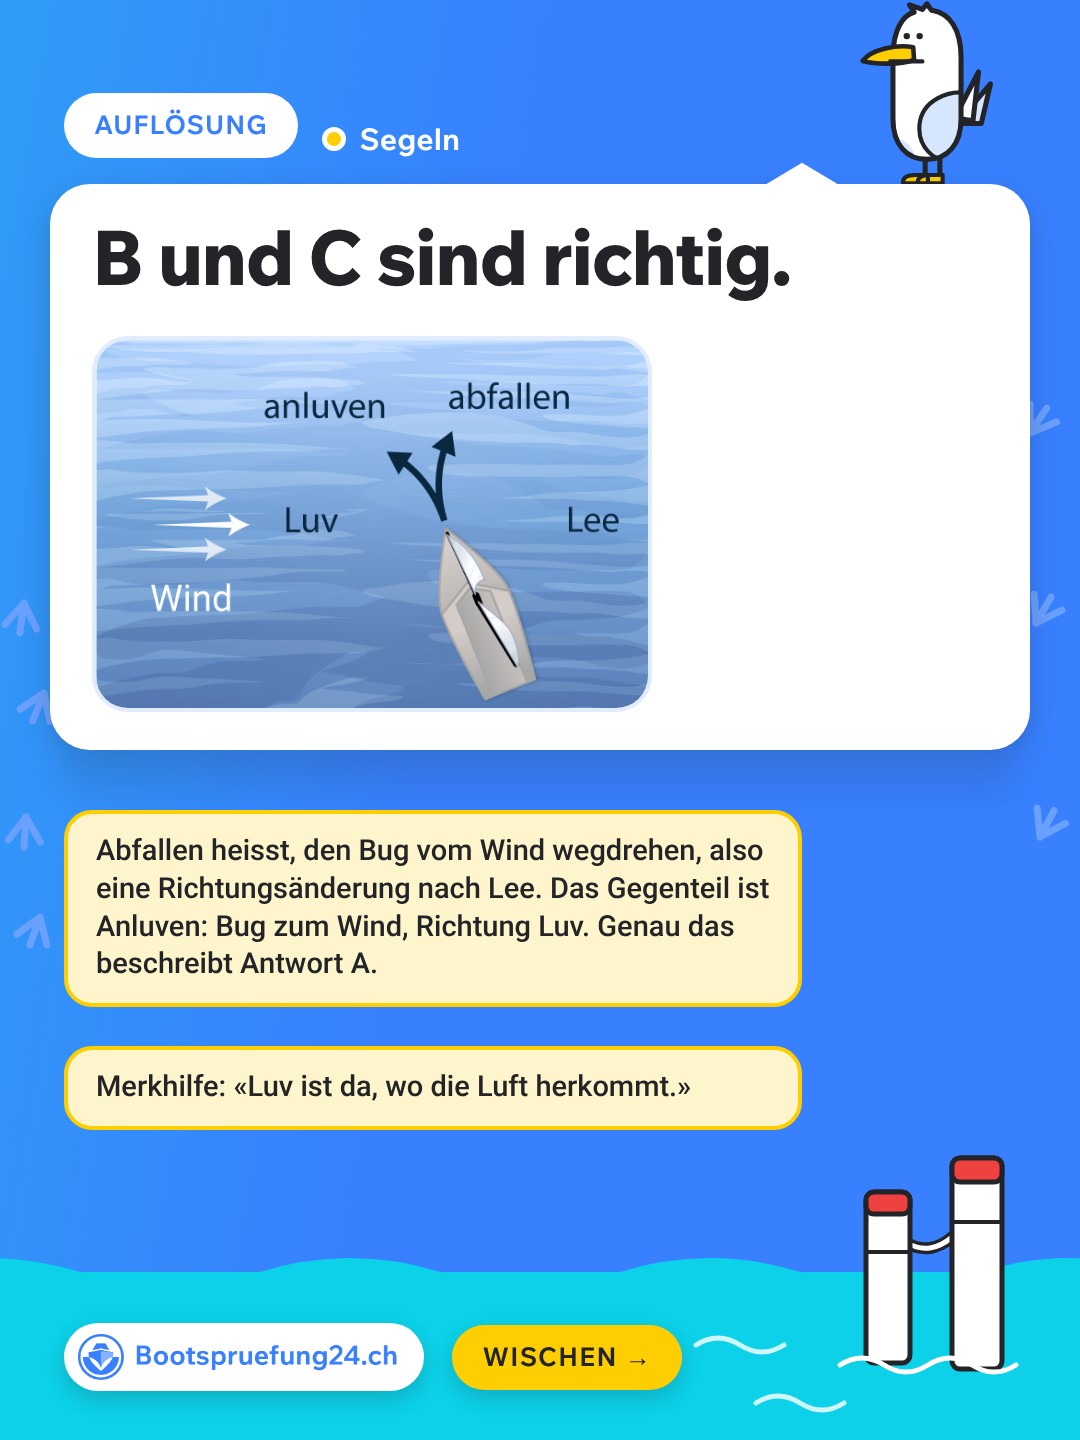 AUFLÖSUNG
Segeln
B und C sind richtig.
anluven
abfallen
Luv
Lee
Wind
Abfallen heisst, den Bug vom Wind wegdrehen, also
eine Richtungsänderung nach Lee. Das Gegenteil ist
Anluven: Bug zum Wind, Richtung Luv. Genau das
beschreibt Antwort A.
Merkhilfe: «Luv ist da, wo die Luft herkommt.»
Bootspruefung24.ch
WISCHEN →